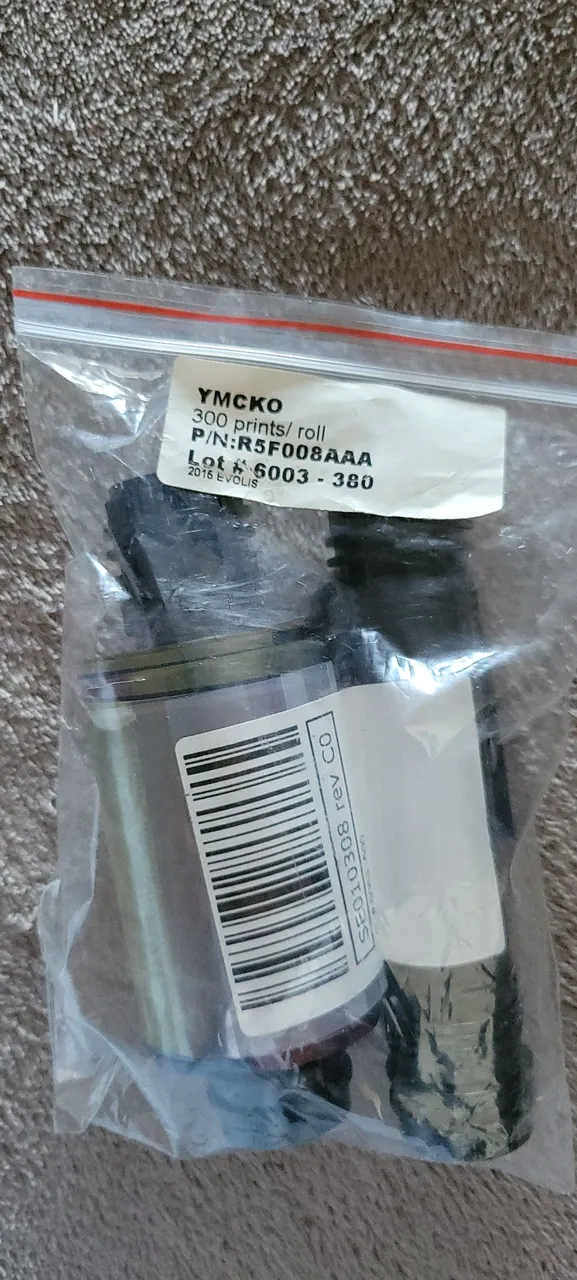 YMCKO
300 prints/ roll
P/N:R5F008AAA
Lot # 6003 - 380
2015 EVOLIS
SE010308 rev C0